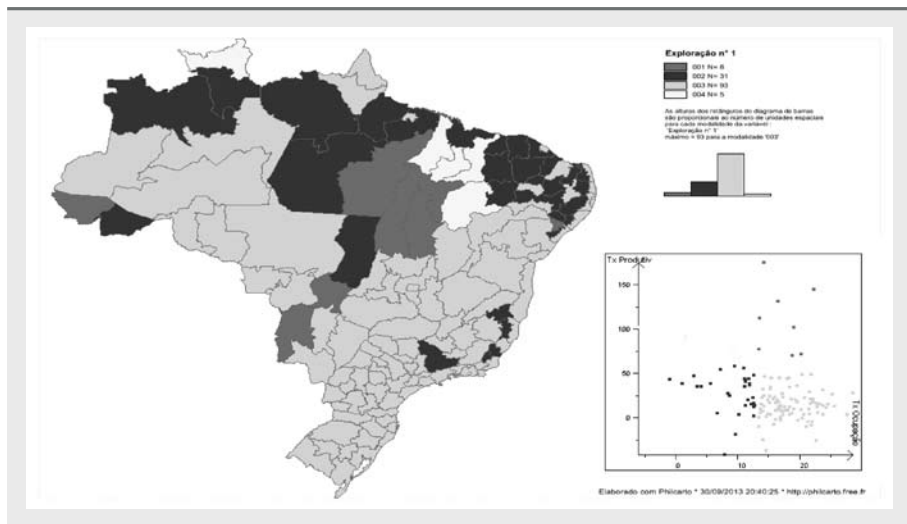 Exploração n° 1
001 N= 8
002 N= 31
003 N= 93
004 N= 5
As alturas dos retângulos do diagrama de barras
são proporcionais ao número de unidades espaciais
para cada modalidade da variável :
'Exploração n° 1'
máximo = 93 para a modalidade '003'
Tx Produtiv
150
100
50
0
0
10
20
Tx Ocupação
Elaborado com Philcarto * 30/09/2013 20:40:25 * http://philcarto.free.fr